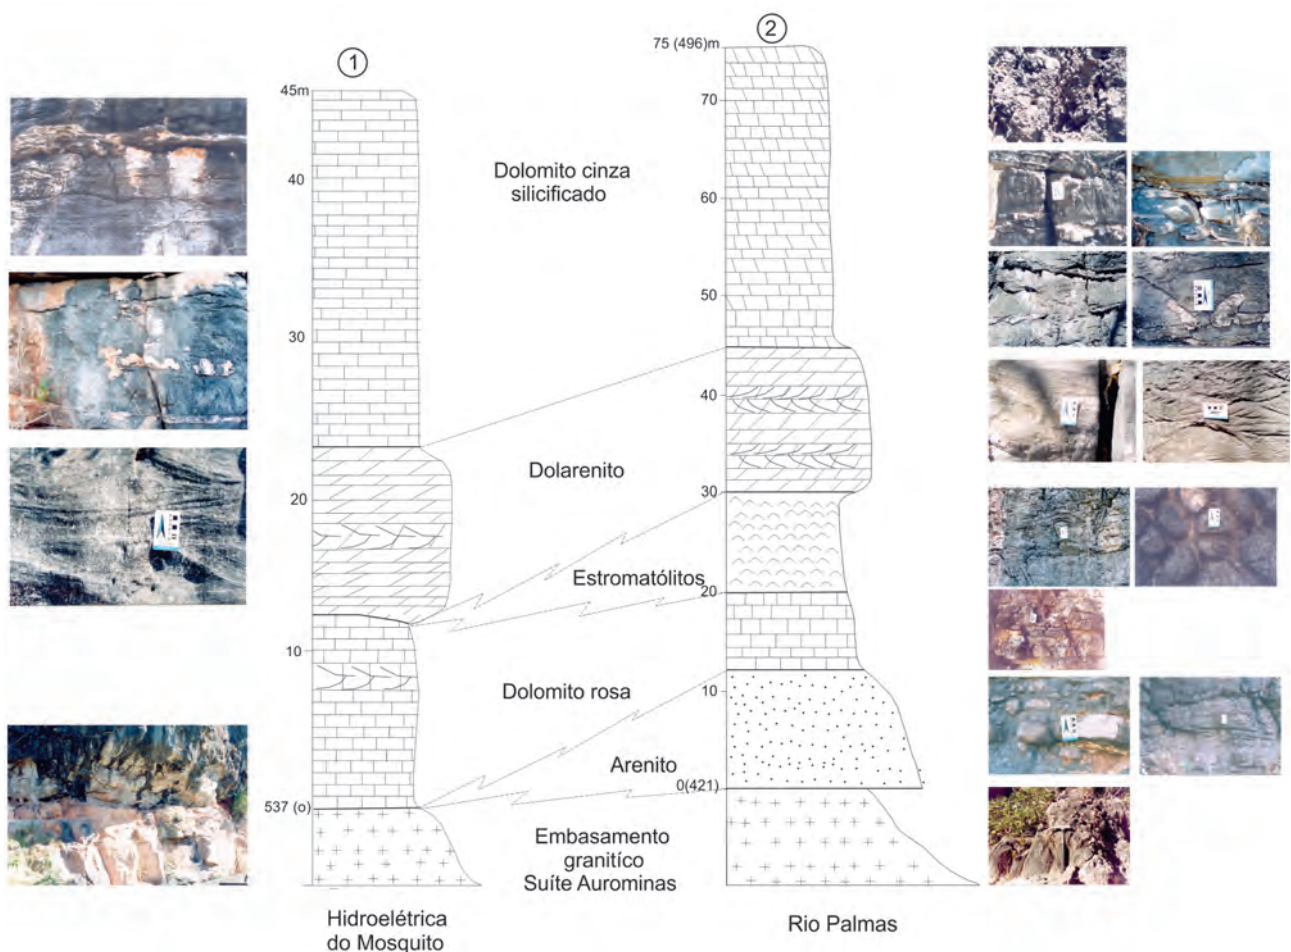 1
45m
40
30
20
10
537 (o)
Hidroelétrica
do Mosquito
Dolomito cinza
silicificado
Dolarenito
Estromatólitos
Dolomito rosa
Arenito
Embasamento
granitíco
Suíte Aurominas
2
75 (496)m
70
60
50
40
30
20
10
0(421)
Rio Palmas